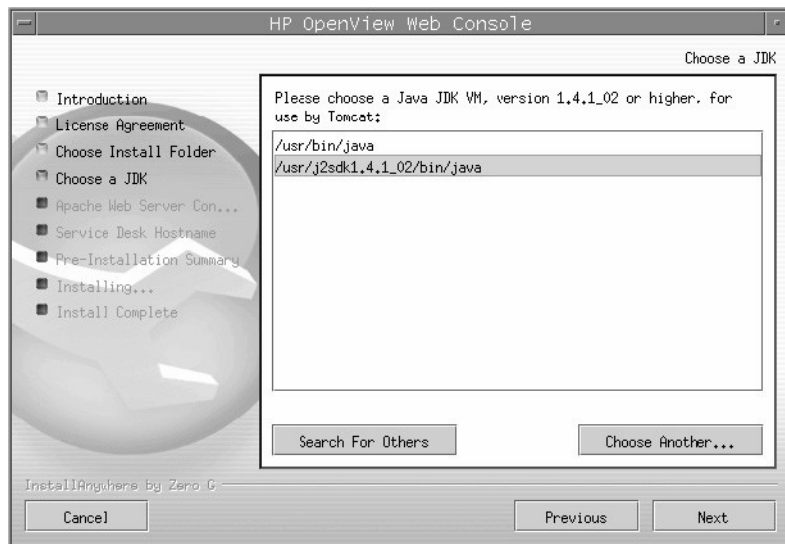 HP OpenView Web Console
Choose a JDK
Introduction
License Agreement
Choose Install Folder
Choose a JDK
Apache Web Server Con...
Service Desk Hostname
Pre-Installation Summary
Installing...
Install Complete
Please choose a Java JDK VM, version 1.4.1_02 or higher, for
use by Tomcat:
/usr/bin/java
/usr/j2sdk1.4.1_02/bin/java
Search For Others
Choose Another...
InstallAnywhere by Zero G
Cancel
Previous
Next